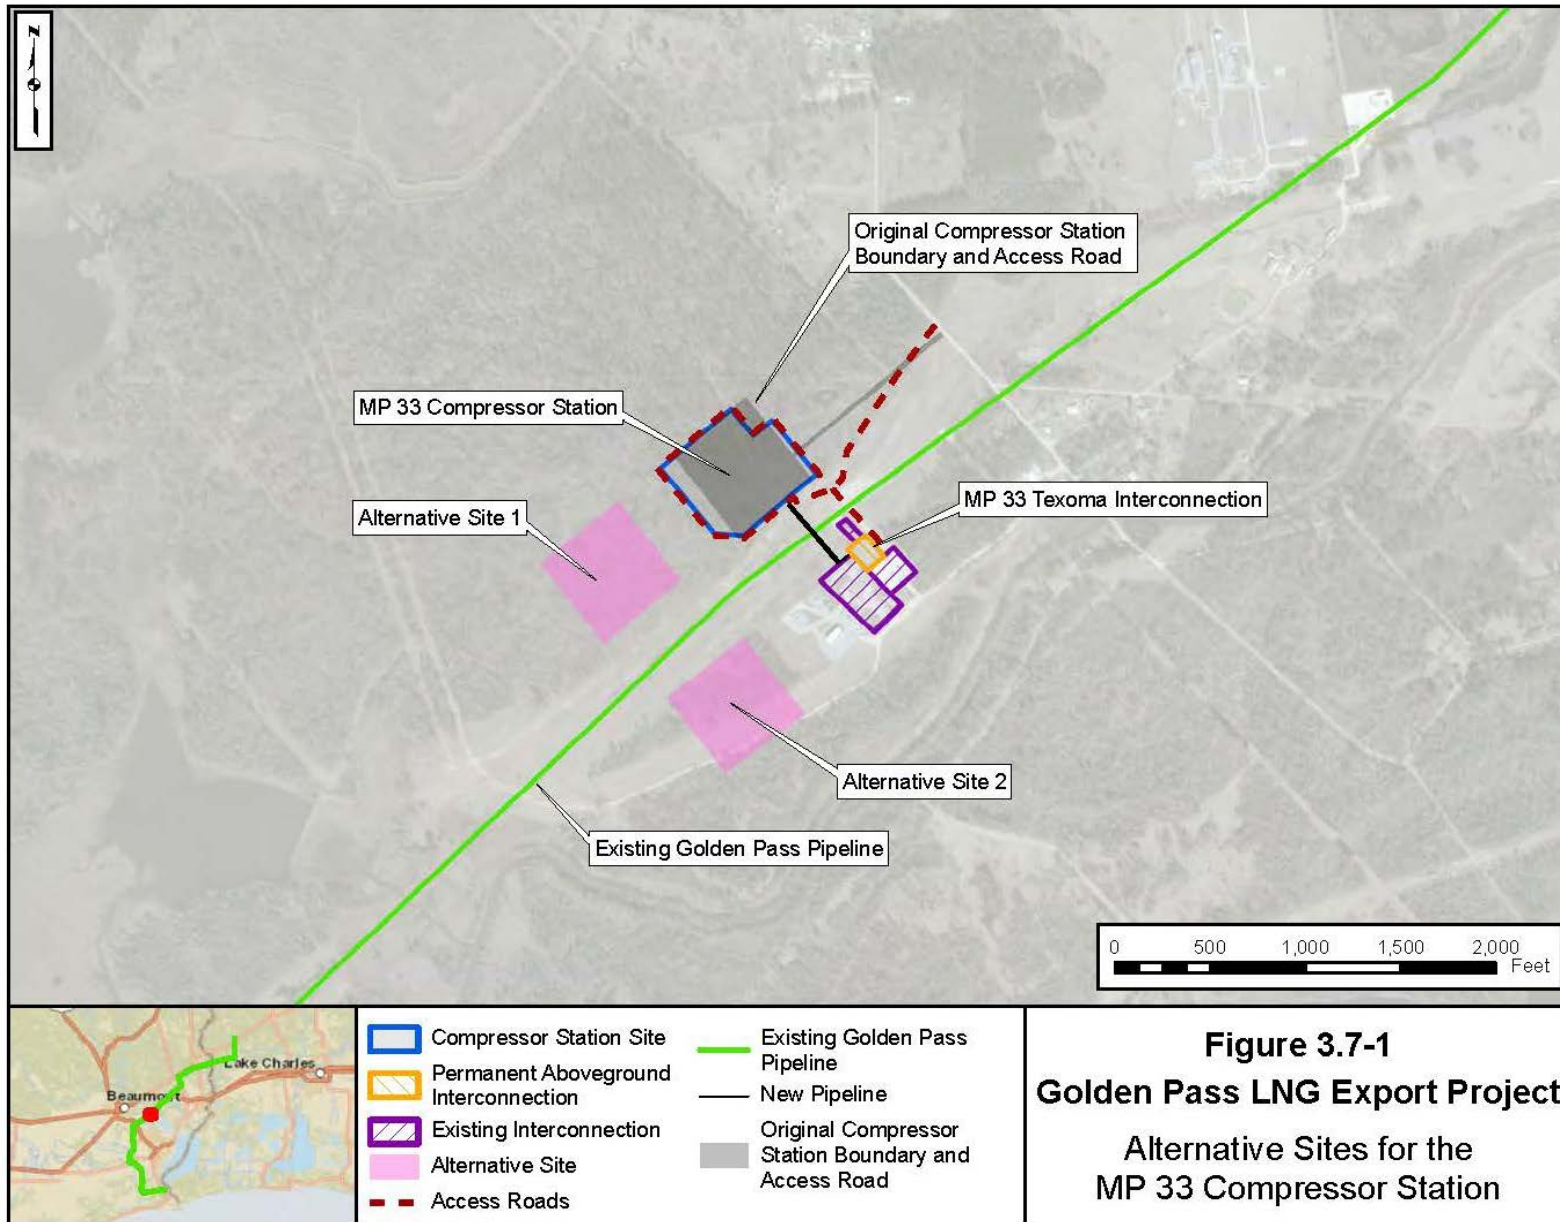 N
Original Compressor Station
Boundary and Access Road
MP 33 Compressor Station
MP 33 Texoma Interconnection
Alternative Site 1
Alternative Site 2
Existing Golden Pass Pipeline
0 500 1,000 1,500 2,000
Feet
Lake Charles
Beaumont
Compressor Station Site
Permanent Aboveground
Interconnection
Existing Interconnection
Alternative Site
Access Roads
Existing Golden Pass
Pipeline
New Pipeline
Original Compressor
Station Boundary and
Access Road
Figure 3.7-1
Golden Pass LNG Export Project
Alternative Sites for the
MP 33 Compressor Station